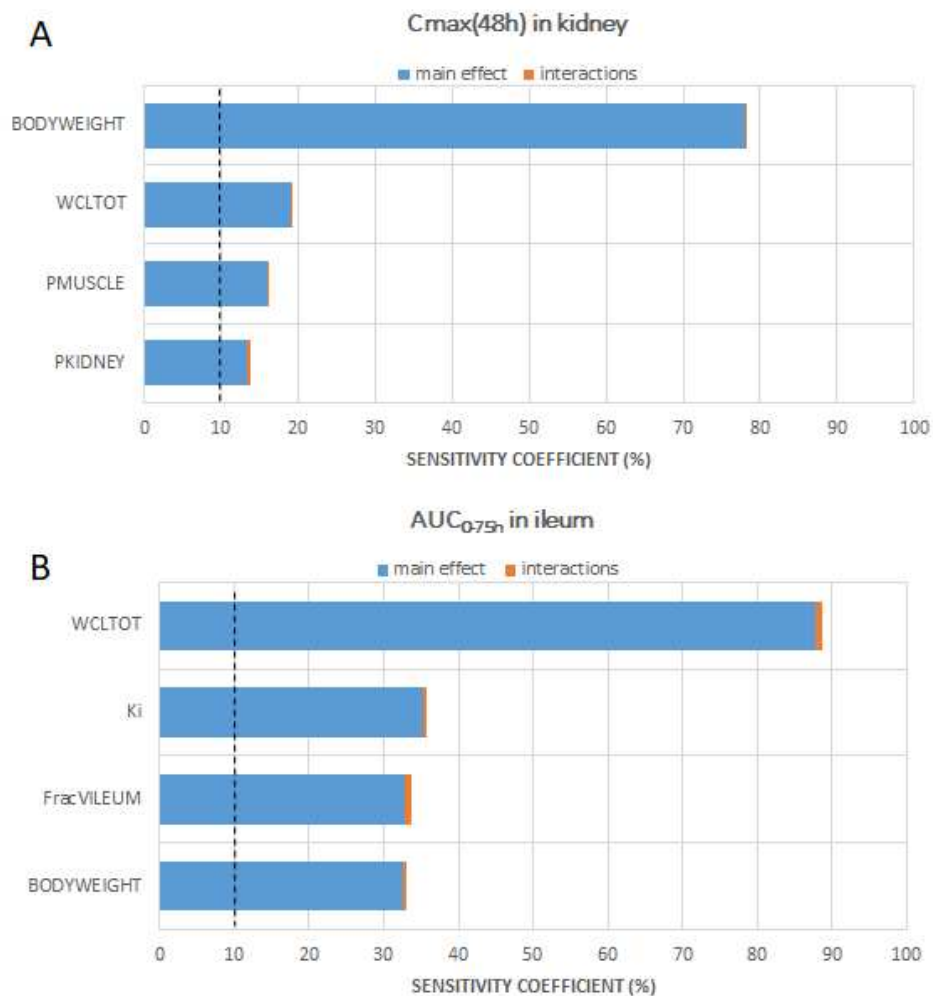 A
Cmax(48h) in kidney
main effect interactions
BODYWEIGHT
WCLTOT
PMUSCLE
PKIDNEY
0 10 20 30 40 50 60 70 80 90 100
SENSITIVITY COEFFICIENT (%)
AUC0-75h in ileum
B
main effect interactions
WCLTOT
Ki
FracVILEUM
BODYWEIGHT
0 10 20 30 40 50 60 70 80 90 100
SENSITIVITY COEFFICIENT (%)